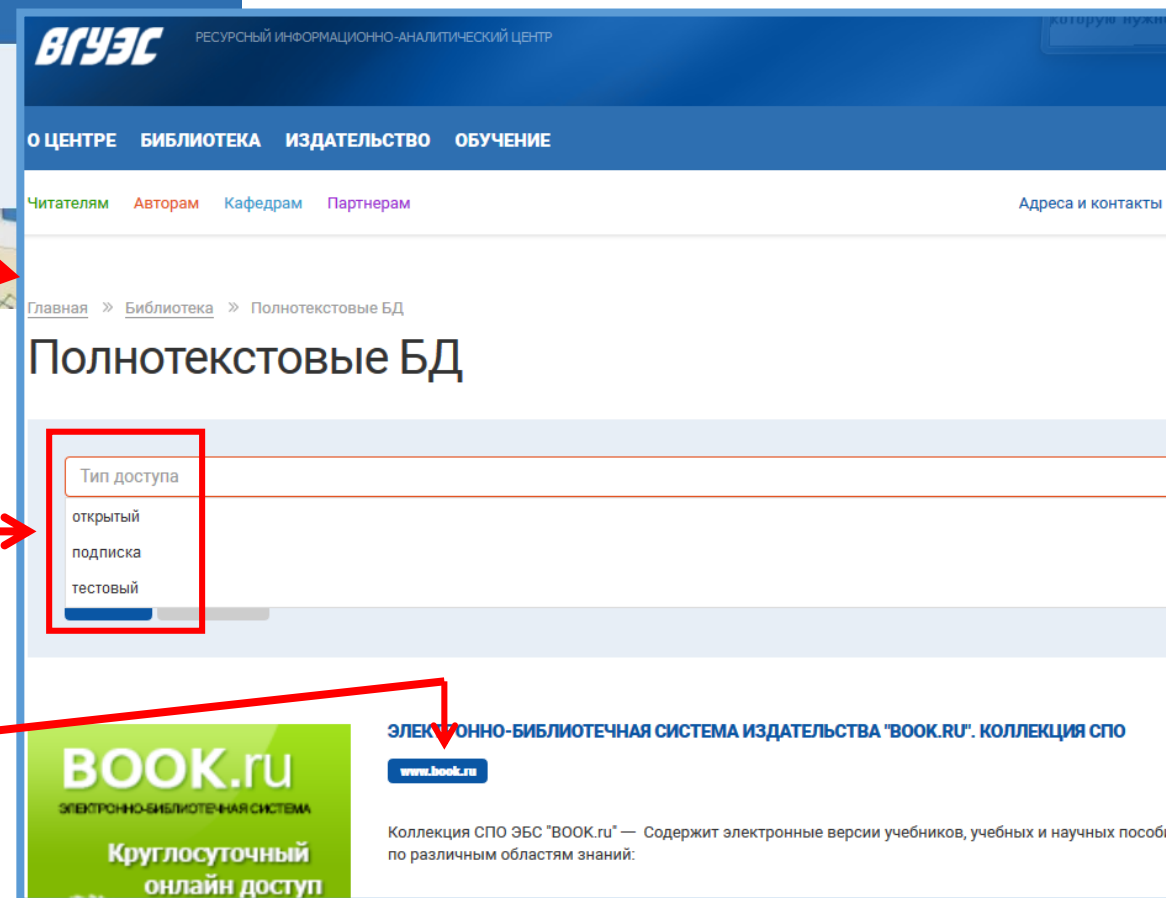 которую нужно
ВГУЭС
РЕСУРСНЫЙ ИНФОРМАЦИОННО-АНАЛИТИЧЕСКИЙ ЦЕНТР
О ЦЕНТРЕ БИБЛИОТЕКА ИЗДАТЕЛЬСТВО ОБУЧЕНИЕ
Читателям Авторам Кафедрам Партнерам Адреса и контакты
Главная » Библиотека » Полнотекстовые БД
Полнотекстовые БД
Тип доступа
открытый
подписка
тестовый
ЭЛЕКТРОННО-БИБЛИОТЕЧНАЯ СИСТЕМА ИЗДАТЕЛЬСТВА "BOOK.RU". КОЛЛЕКЦИЯ СПО
www.book.ru
BOOK.ru
ЭЛЕКТРОННО-БИБЛИОТЕЧНАЯ СИСТЕМА
Круглосуточный
онлайн доступ
Коллекция СПО ЭБС "BOOK.ru" — Содержит электронные версии учебников, учебных и научных пособи
по различным областям знаний: